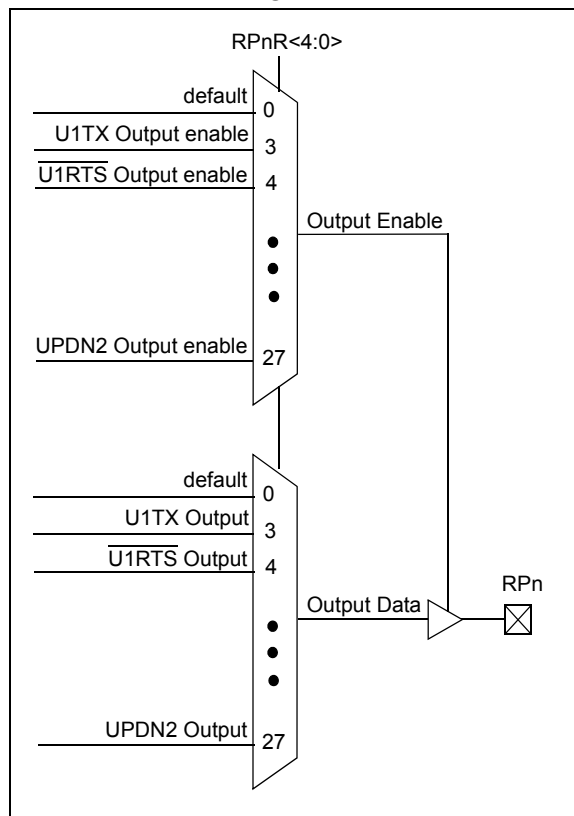 RPnR<4:0>
default
0
U1TX Output enable
3
U1RTS Output enable
4
Output Enable
UPDN2 Output enable
27
default
0
U1TX Output
3
U1RTS Output
4
RPn
Output Data
UPDN2 Output
27